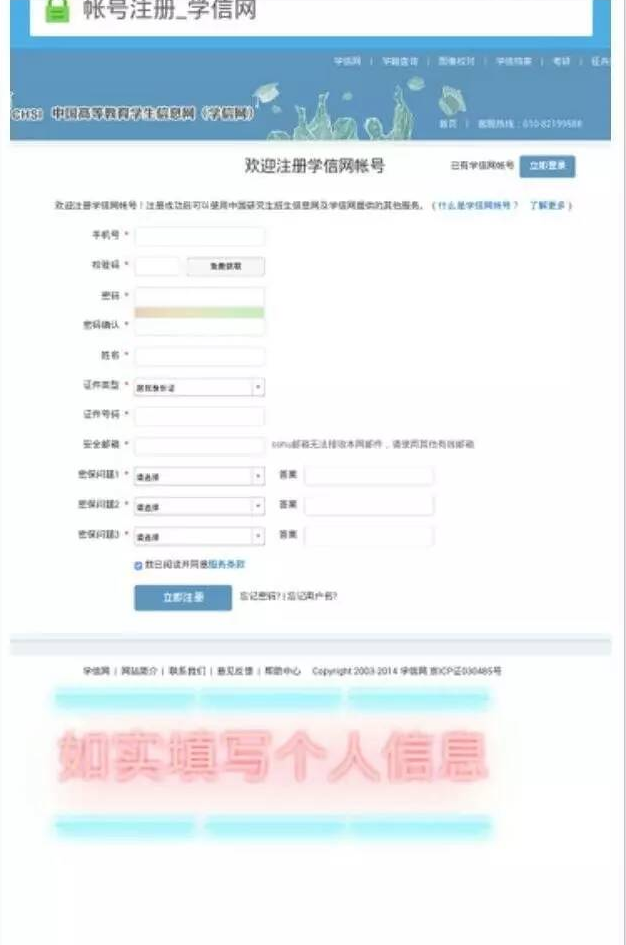 帐号注册_学信网
学信网 | 学籍查询 | 图像校对 | 学信档案 | 考研 | 征兵
CHSI 中国高等教育学生信息网（学信网）
首页 | 客服热线：010-82199588
欢迎注册学信网帐号
已有学信网帐号 立即登录
欢迎注册学信网帐号！注册成功后可以使用中国研究生招生信息网及学信网提供的其他服务。（什么是学信网帐号？ 了解更多）
手机号 *
校验码 * 免费获取
密码 *
密码确认 *
姓名 *
证件类型 * 居民身份证
证件号码 *
安全邮箱 * sohu邮箱无法接收本网邮件，请使用其他有效邮箱
密保问题1 * 请选择 答案
密保问题2 * 请选择 答案
密保问题3 * 请选择 答案
我已阅读并同意服务条款
立即注册 忘记密码? | 忘记用户名?
学信网 | 网站简介 | 联系我们 | 意见反馈 | 帮助中心 Copyright 2003-2014 学信网 京ICP证030485号
如实填写个人信息